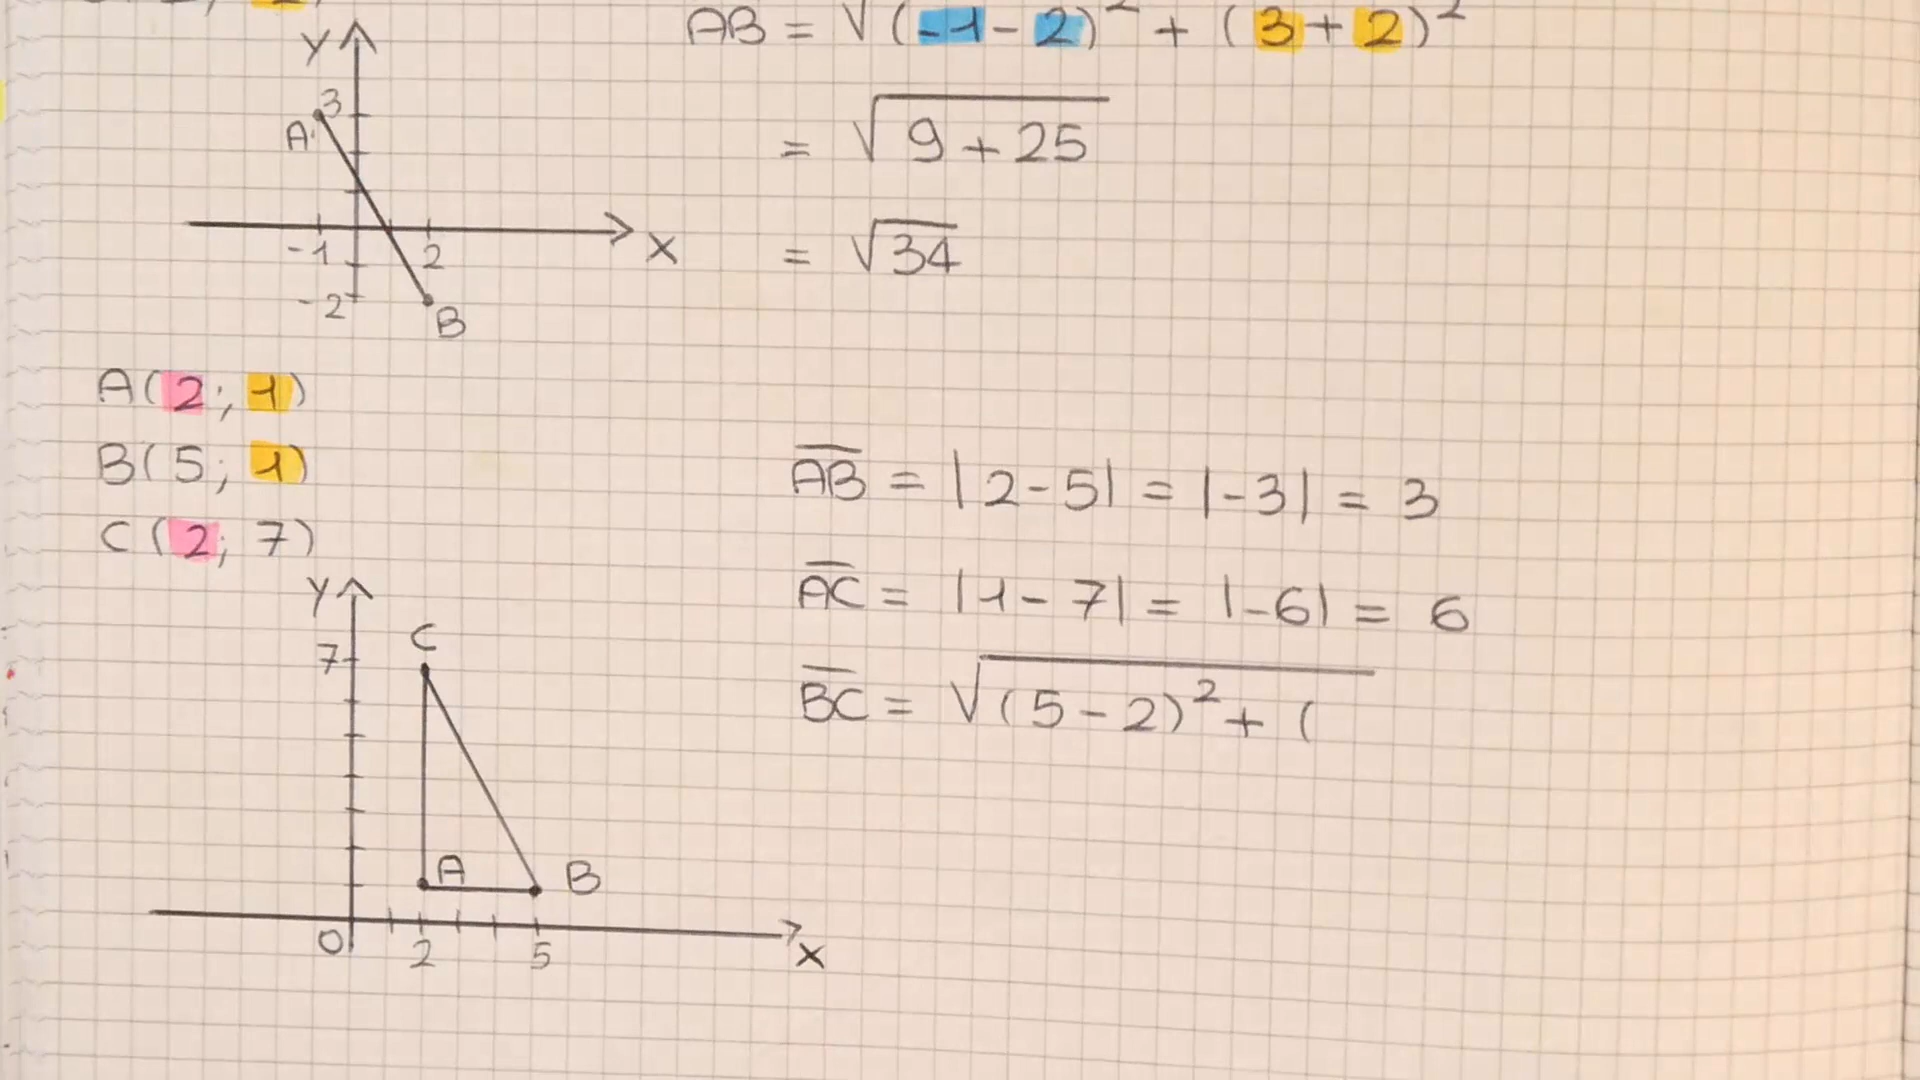 AB = √(-1-2)² + (3+2)²
= √9+25
= √34
Y
3
A
-1
2
X
-2
B
A(2; 1)
B(5; 1)
C(2; 7)
AB = |2-5| = |-3| = 3
AC = |1-7| = |-6| = 6
BC = √(5-2)² + (
Y
C
7
A
B
0
2
5
X